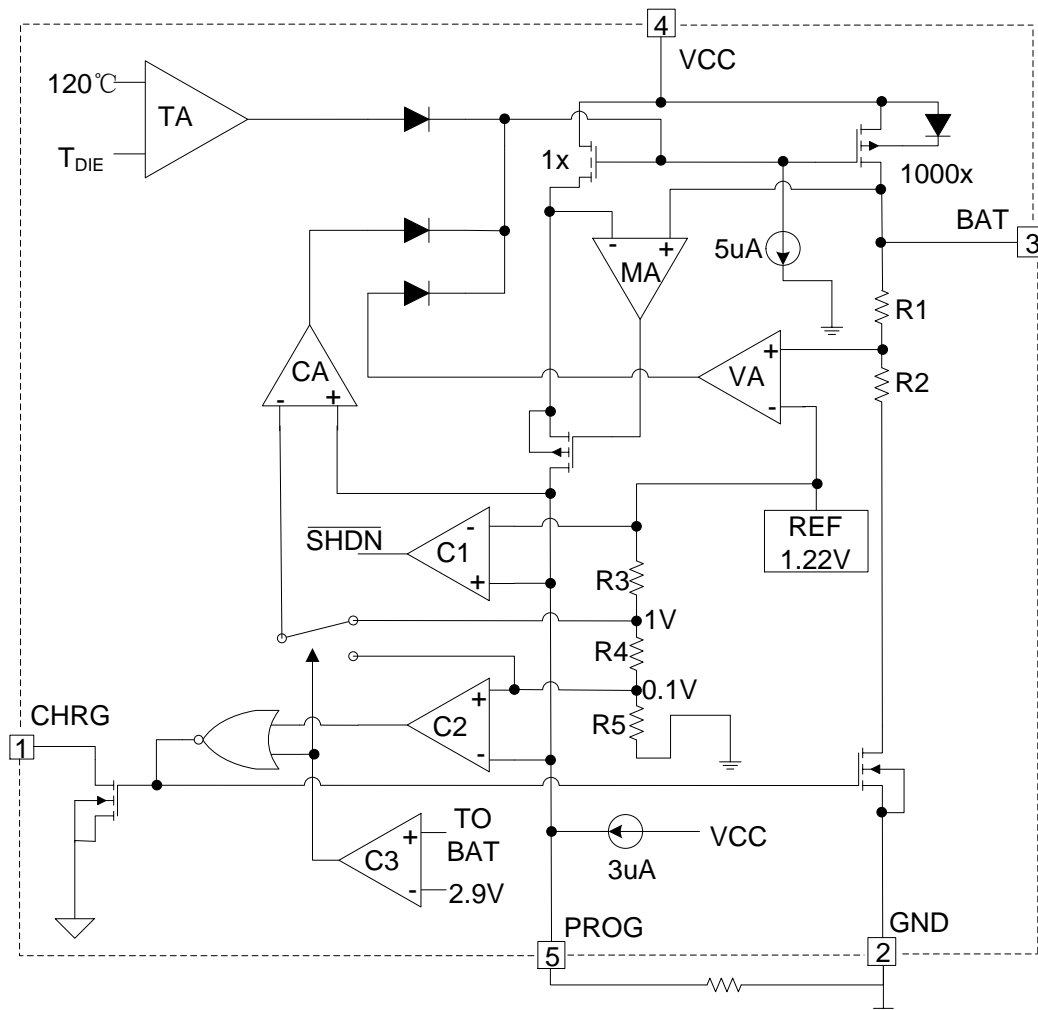 4
VCC
120℃
TA
TDIE
1x
1000x
BAT
3
- +
MA
5uA
R1
CA
- +
+
VA
-
R2
SHDN
-
C1
+
REF
1.22V
R3
1V
R4
0.1V
CHRG
1
+
C2
-
R5
TO
BAT
+
C3
-
2.9V
VCC
3uA
PROG
5
GND
2